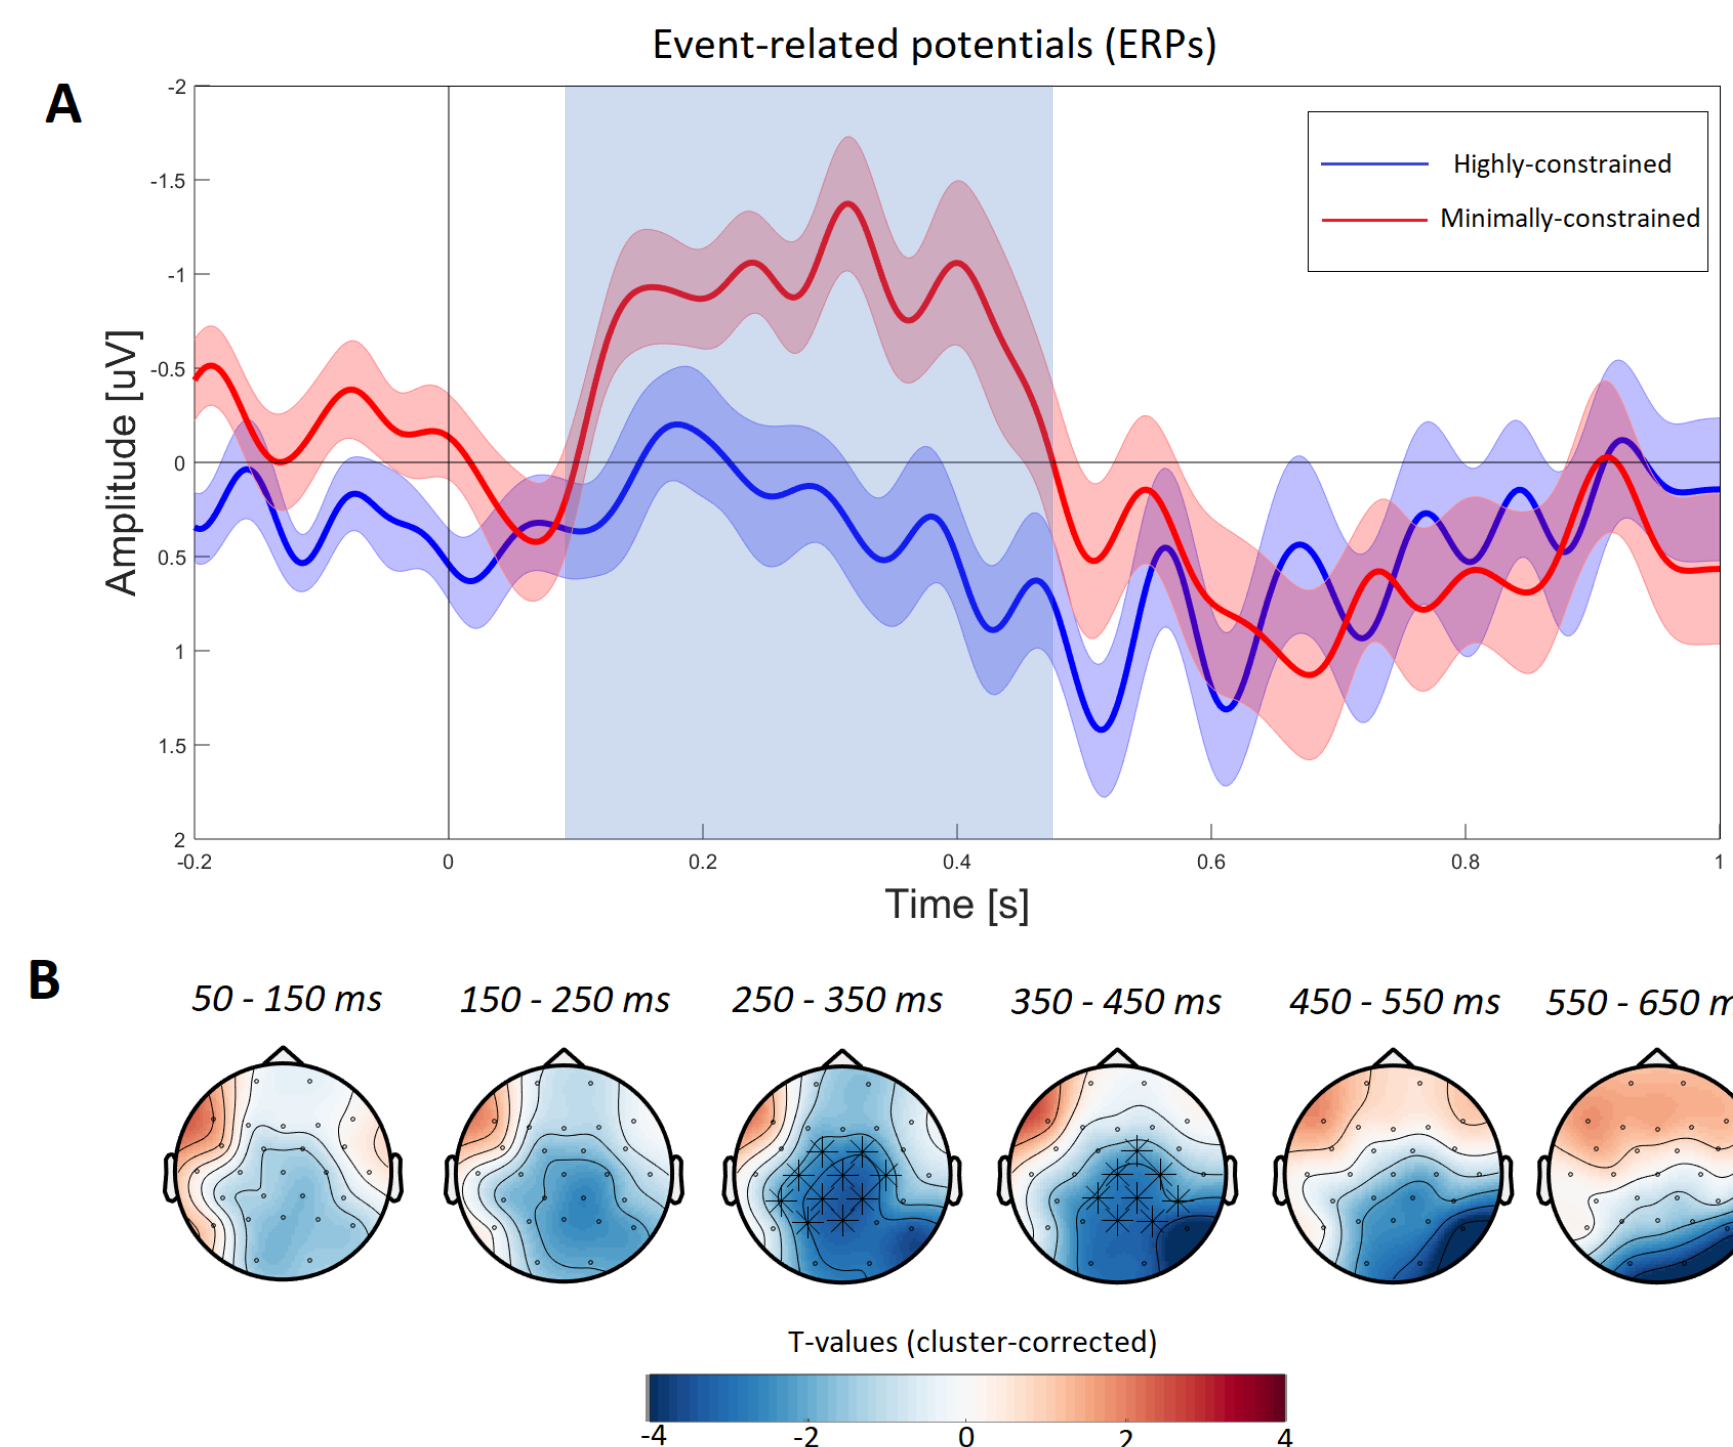 Event-related potentials (ERPs)
A
-2
-1.5
-1
-0.5
0
0.5
1
1.5
2
Amplitude [uV]
Highly-constrained
Minimally-constrained
-0.2
0
0.2
0.4
0.6
0.8
1
Time [s]
B
50 - 150 ms
150 - 250 ms
250 - 350 ms
350 - 450 ms
450 - 550 ms
550 - 650 m
T-values (cluster-corrected)
-4
-2
0
2
4